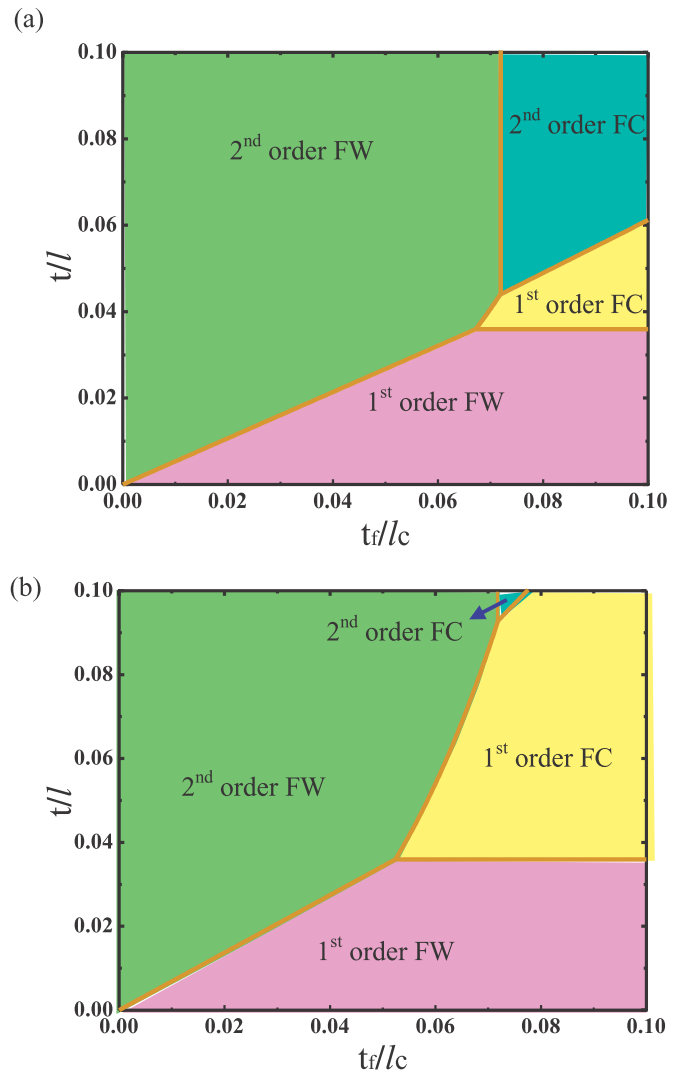 (a)
0.10
0.08
0.06
0.04
0.02
0.00
t/l
2nd order FW
2nd order FC
1st order FC
1st order FW
0.00 0.02 0.04 0.06 0.08 0.10
tf/lc
(b)
0.10
0.08
0.06
0.04
0.02
0.00
t/l
2nd order FC
2nd order FW
1st order FC
1st order FW
0.00 0.02 0.04 0.06 0.08 0.10
tf/lc